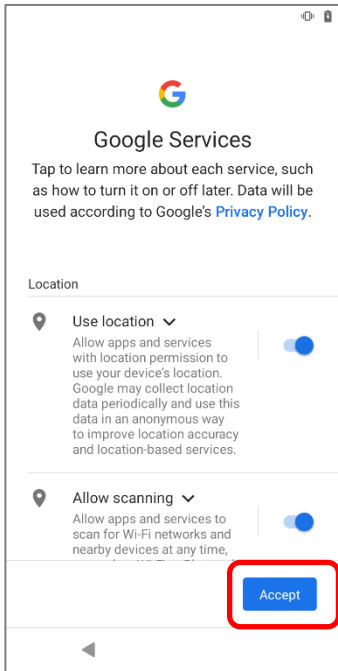 Google Services
Tap to learn more about each service, such
as how to turn it on or off later. Data will be
used according to Google's Privacy Policy.
Location
Use location
Allow apps and services
with location permission to
use your device's location.
Google may collect location
data periodically and use this
data in an anonymous way
to improve location accuracy
and location-based services.
Allow scanning
Allow apps and services to
scan for Wi-Fi networks and
nearby devices at any time,
Accept